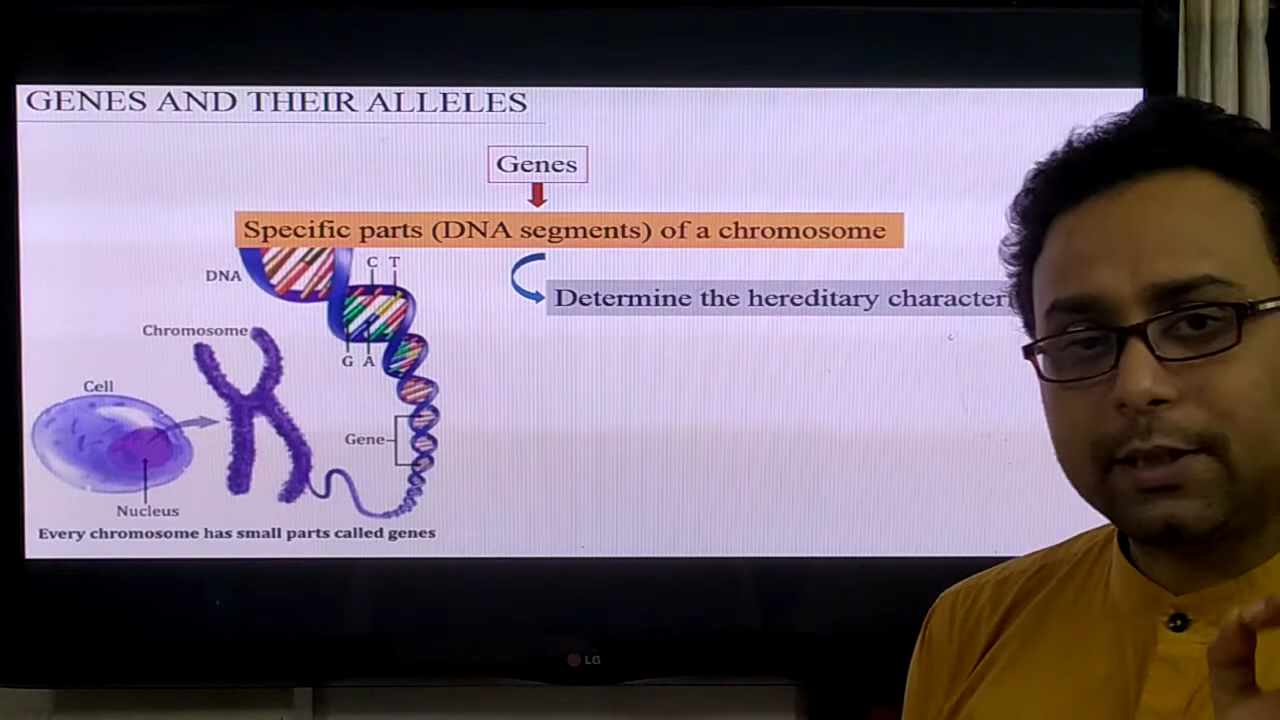 GENES AND THEIR ALLELES
Genes
Specific parts (DNA segments) of a chromosome
Determine the hereditary characteri
DNA
C T
G A
Chromosome
Cell
Gene
Nucleus
Every chromosome has small parts called genes
LG